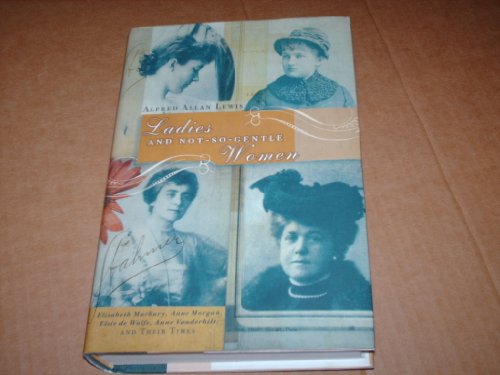 ALFRED ALLAN LEWIS
Ladies
AND NOT-SO-GENTLE
Women
Elisabeth Marbury, Anne Morgan,
Elsie de Wolfe, Anne Vanderbilt,
AND THEIR TIMES